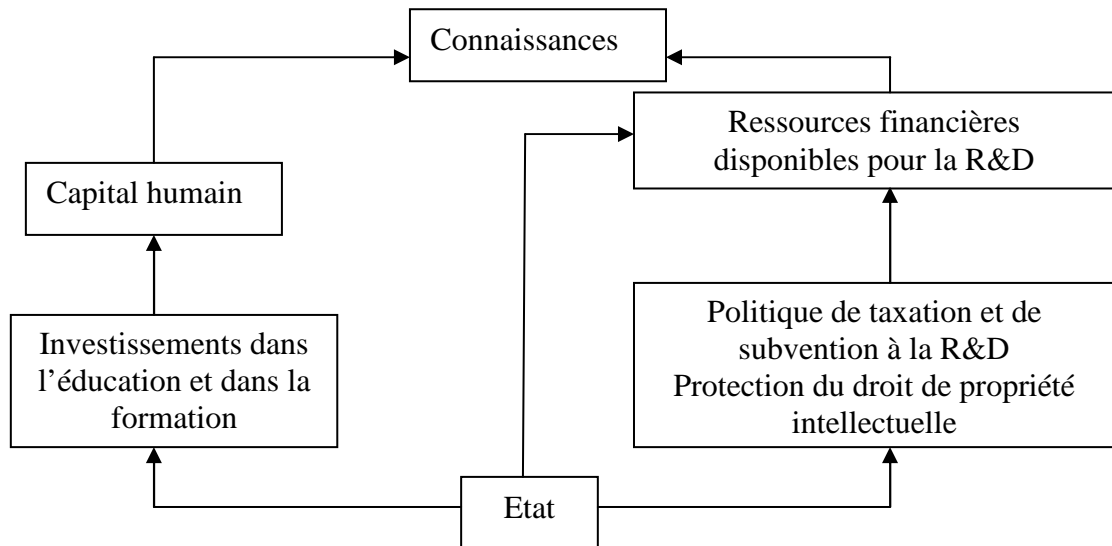 Connaissances
Ressources financières
disponibles pour la R&D
Capital humain
Politique de taxation et de
subvention à la R&D
Protection du droit de propriété
intellectuelle
Investissements dans
l’éducation et dans la
formation
Etat